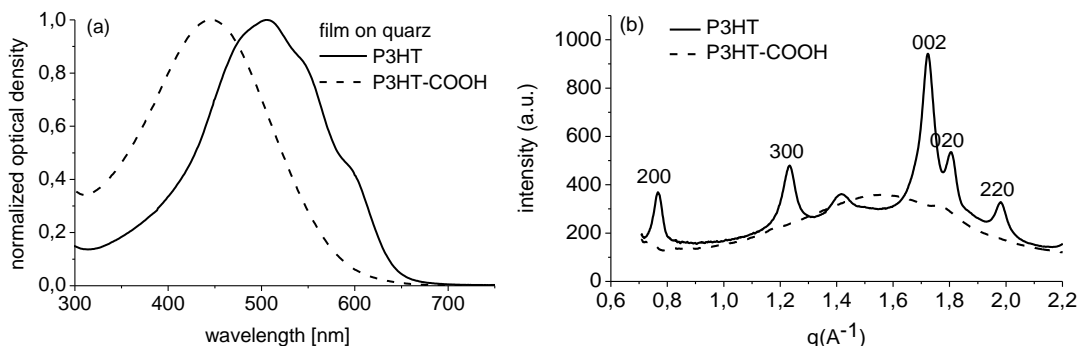 (a)
film on quarz
P3HT
P3HT-COOH
1,0
0,8
0,6
0,4
0,2
0,0
normalized optical density
300 400 500 600 700
wavelength [nm]
(b)
P3HT
P3HT-COOH
1000
800
600
400
200
0
intensity (a.u.)
200
300
002
020
220
0,6 0,8 1,0 1,2 1,4 1,6 1,8 2,0 2,2
q(A⁻¹)